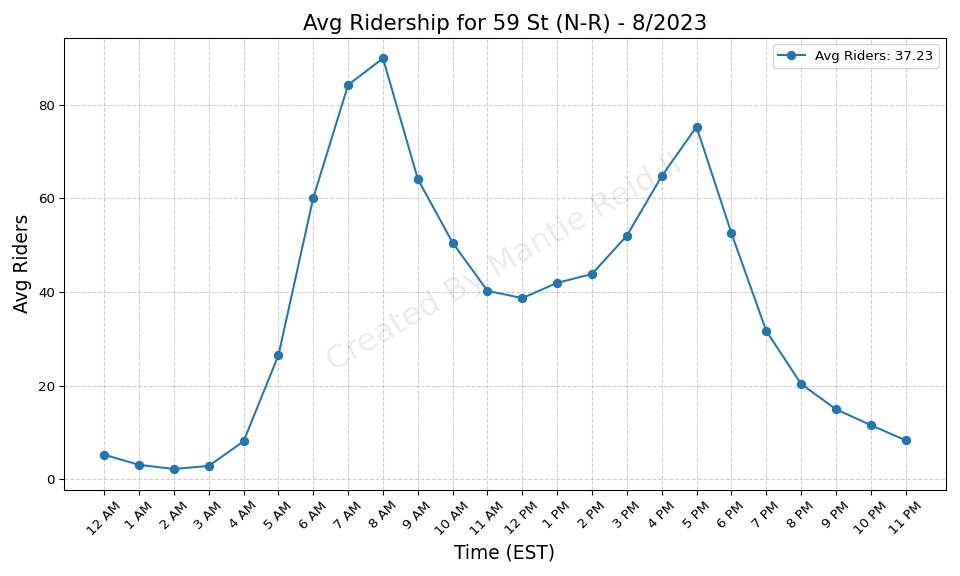 Avg Ridership for 59 St (N-R) - 8/2023
Avg Riders: 37.23
Avg Riders
80
60
40
20
0
Created By Mantie Reid II
12 AM
1 AM
2 AM
3 AM
4 AM
5 AM
6 AM
7 AM
8 AM
9 AM
10 AM
11 AM
12 PM
1 PM
2 PM
3 PM
4 PM
5 PM
6 PM
7 PM
8 PM
9 PM
10 PM
11 PM
Time (EST)